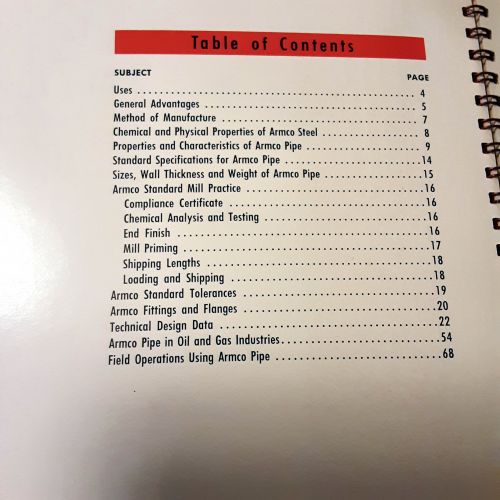 Table of Contents
SUBJECT PAGE
Uses 4
General Advantages 5
Method of Manufacture 7
Chemical and Physical Properties of Armco Steel 8
Properties and Characteristics of Armco Pipe 9
Standard Specifications for Armco Pipe 14
Sizes, Wall Thickness and Weight of Armco Pipe 15
Armco Standard Mill Practice 16
Compliance Certificate 16
Chemical Analysis and Testing 16
End Finish 16
Mill Priming 17
Shipping Lengths 18
Loading and Shipping 18
Armco Standard Tolerances 19
Armco Fittings and Flanges 20
Technical Design Data 22
Armco Pipe in Oil and Gas Industries 54
Field Operations Using Armco Pipe 68